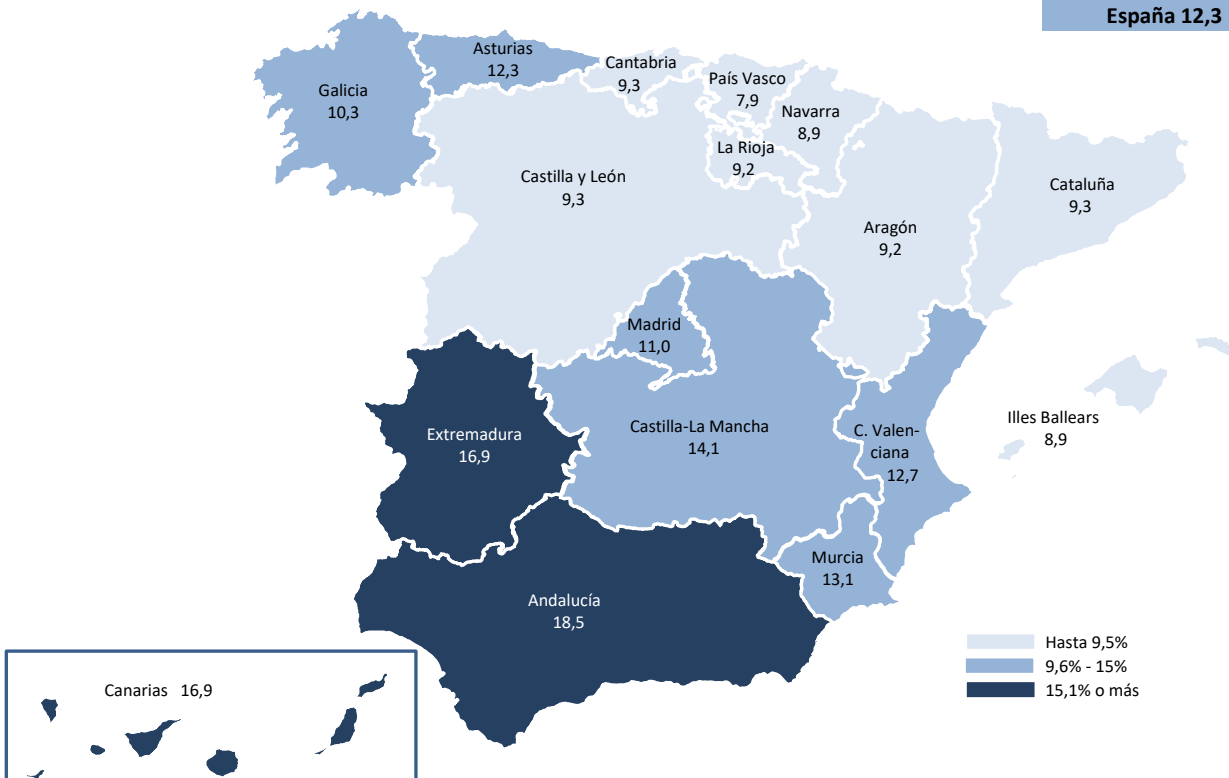 España 12,3
Asturias
12,3
Cantabria
9,3
País Vasco
7,9
Galicia
10,3
Navarra
8,9
La Rioja
9,2
Castilla y León
9,3
Cataluña
9,3
Aragón
9,2
Madrid
11,0
Illes Ballears
8,9
Extremadura
16,9
Castilla-La Mancha
14,1
C. Valen-
ciana
12,7
Murcia
13,1
Andalucía
18,5
Canarias 16,9
Hasta 9,5%
9,6% - 15%
15,1% o más